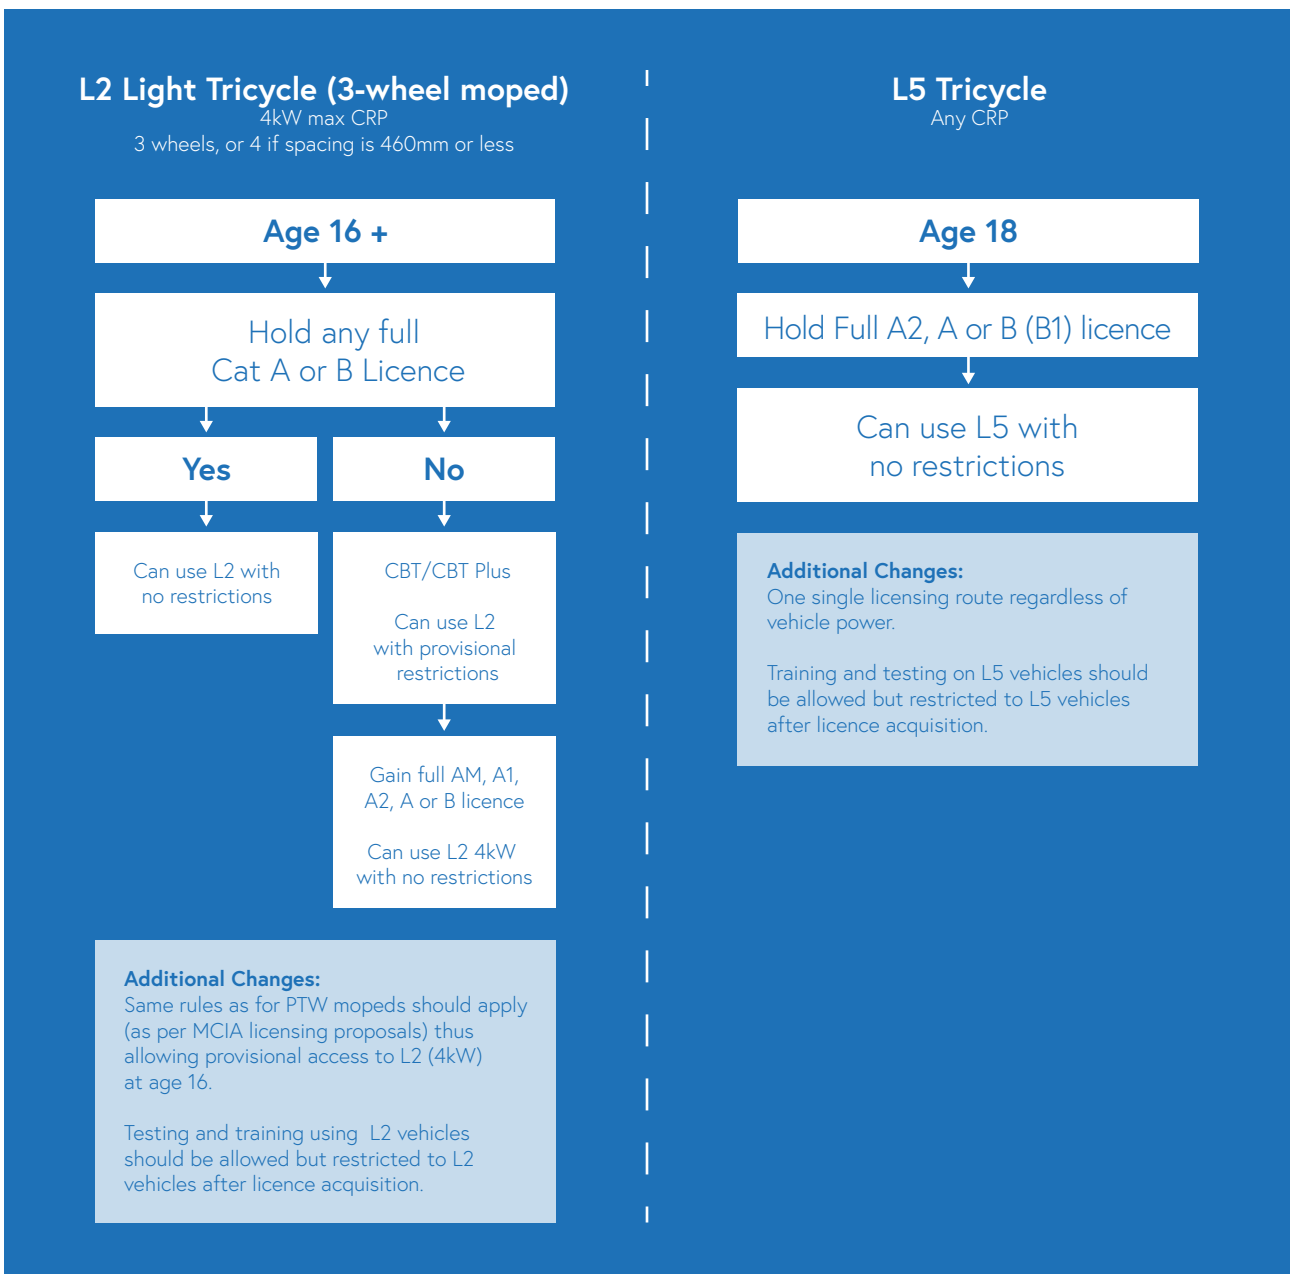 L2 Light Tricycle (3-wheel moped)
4kW max CRP
3 wheels, or 4 if spacing is 460mm or less
Age 16 +
Hold any full
Cat A or B Licence
Yes
No
Can use L2 with
no restrictions
CBT/CBT Plus
Can use L2
with provisional
restrictions
Gain full AM, A1,
A2, A or B licence
Can use L2 4kW
with no restrictions
Additional Changes:
Same rules as for PTW mopeds should apply
(as per MCIA licensing proposals) thus
allowing provisional access to L2 (4kW)
at age 16.
Testing and training using L2 vehicles
should be allowed but restricted to L2
vehicles after licence acquisition.
L5 Tricycle
Any CRP
Age 18
Hold Full A2, A or B (B1) licence
Can use L5 with
no restrictions
Additional Changes:
One single licensing route regardless of
vehicle power.
Training and testing on L5 vehicles should
be allowed but restricted to L5 vehicles
after licence acquisition.